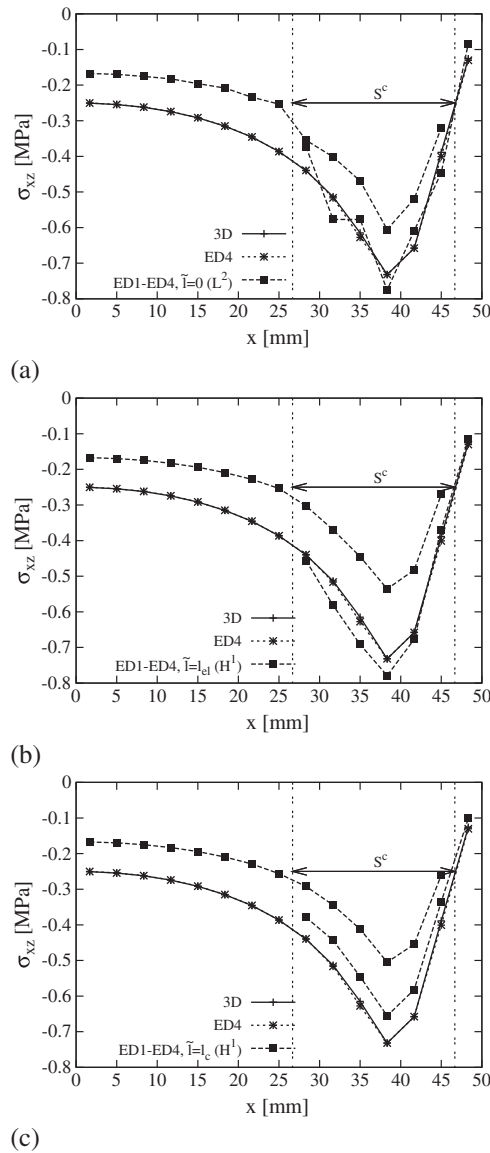 0
-0.1
-0.2
-0.3
-0.4
-0.5
-0.6
-0.7
-0.8
σxz [MPa]
S^c
3D
ED4
ED1-ED4, l̃=0 (L²)
0 5 10 15 20 25 30 35 40 45 50
x [mm]
(a)
0
-0.1
-0.2
-0.3
-0.4
-0.5
-0.6
-0.7
-0.8
σxz [MPa]
S^c
3D
ED4
ED1-ED4, l̃=l_el (H¹)
0 5 10 15 20 25 30 35 40 45 50
x [mm]
(b)
0
-0.1
-0.2
-0.3
-0.4
-0.5
-0.6
-0.7
-0.8
σxz [MPa]
S^c
3D
ED4
ED1-ED4, l̃=l_c (H¹)
0 5 10 15 20 25 30 35 40 45 50
x [mm]
(c)